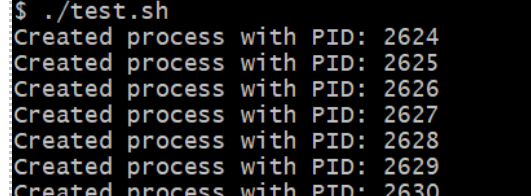 $ ./test.sh
Created process with PID: 2624
Created process with PID: 2625
Created process with PID: 2626
Created process with PID: 2627
Created process with PID: 2628
Created process with PID: 2629
Created process with PID: 2630